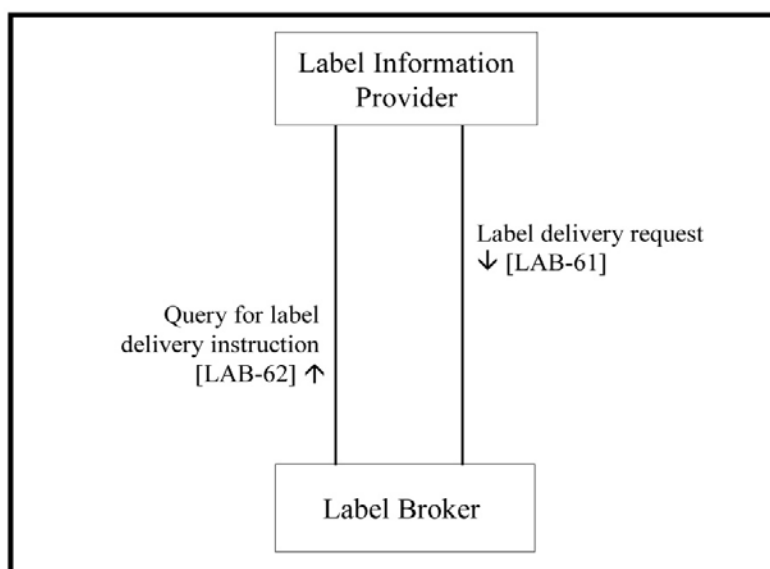 Label Information
Provider
Label delivery request
↓ [LAB-61]
Query for label
delivery instruction
[LAB-62] ↑
Label Broker